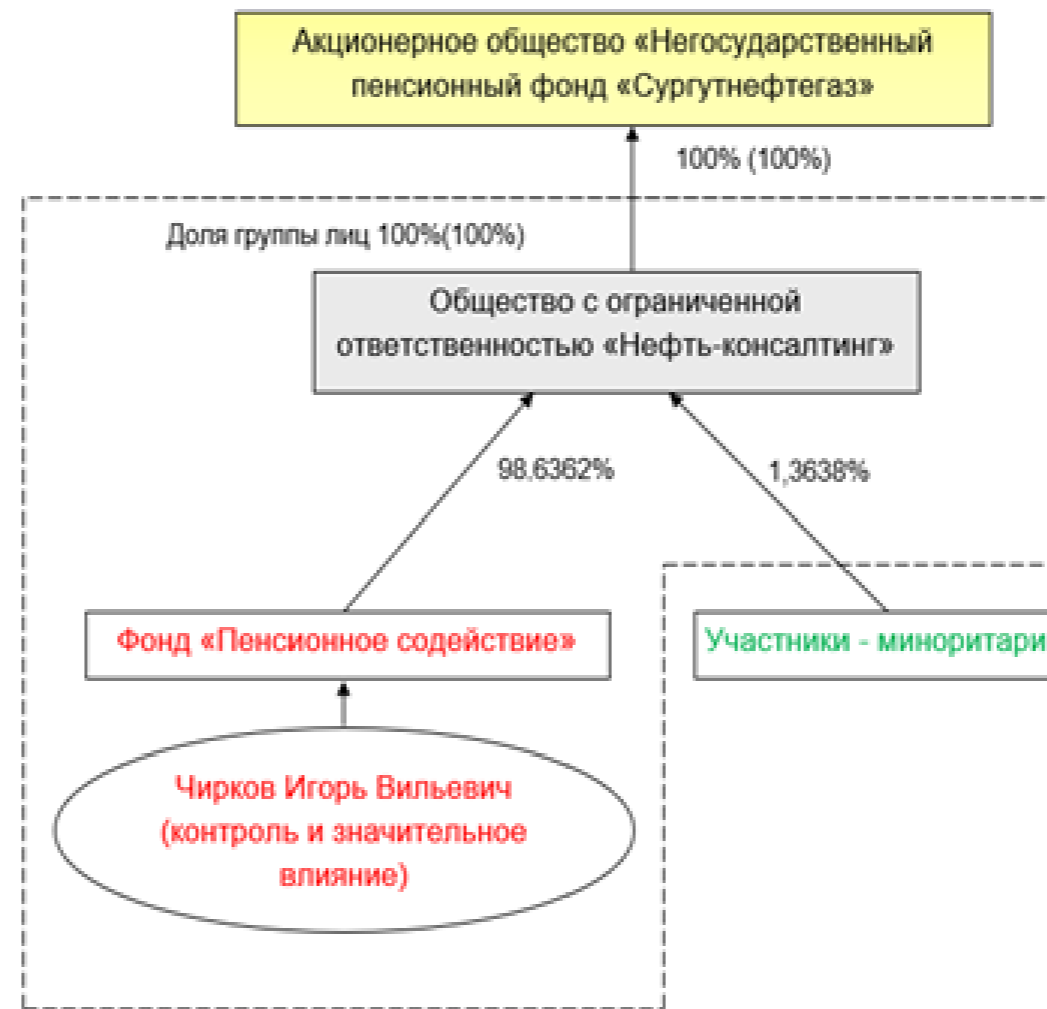 Акционерное общество «Негосударственный
пенсионный фонд «Сургутнефтегаз»
100% (100%)
Доля группы лиц 100%(100%)
Общество с ограниченной
ответственностью «Нефть-консалтинг»
98,6362%
1,3638%
Фонд «Пенсионное содействие»
Участники - миноритари
Чирков Игорь Вильевич
(контроль и значительное
влияние)